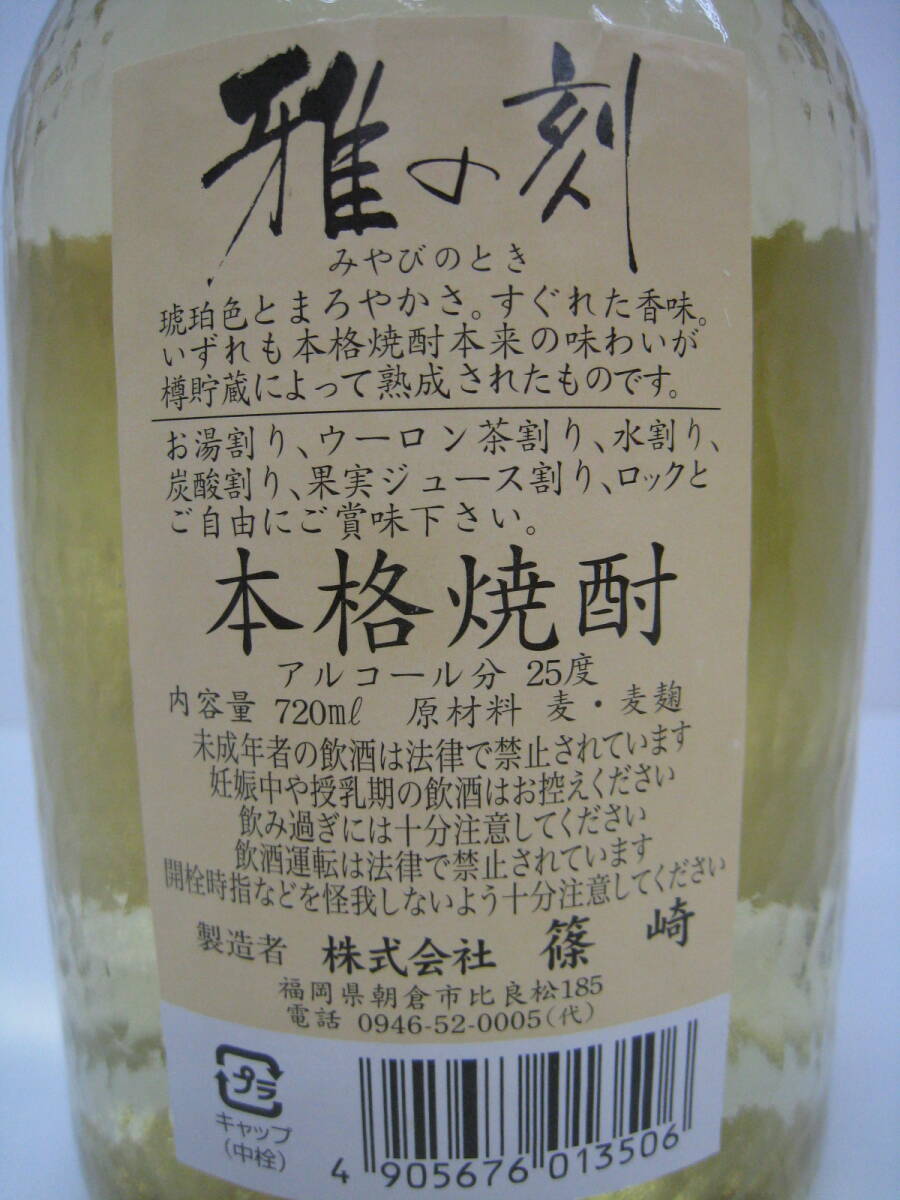 雅の刻
みやびのとき
琥珀色とまろやかさ。すぐれた香味。
いずれも本格焼酎本来の味わいが
樽貯蔵によって熟成されたものです。
お湯割り、ウーロン茶割り、水割り、
炭酸割り、果実ジュース割り、ロックと
ご自由にご賞味下さい。
本格焼酎
アルコール分 25度
内容量 720mℓ 原材料 麦・麦麹
未成年者の飲酒は法律で禁止されています
妊娠中や授乳期の飲酒はお控えください
飲み過ぎには十分注意してください
飲酒運転は法律で禁止されています
開栓時指などを怪我しないよう十分注意してください
製造者 株式会社 篠崎
福岡県朝倉市比良松185
電話 0946-52-0005(代)
プラ
キャップ
(中栓)
4 905676 013506